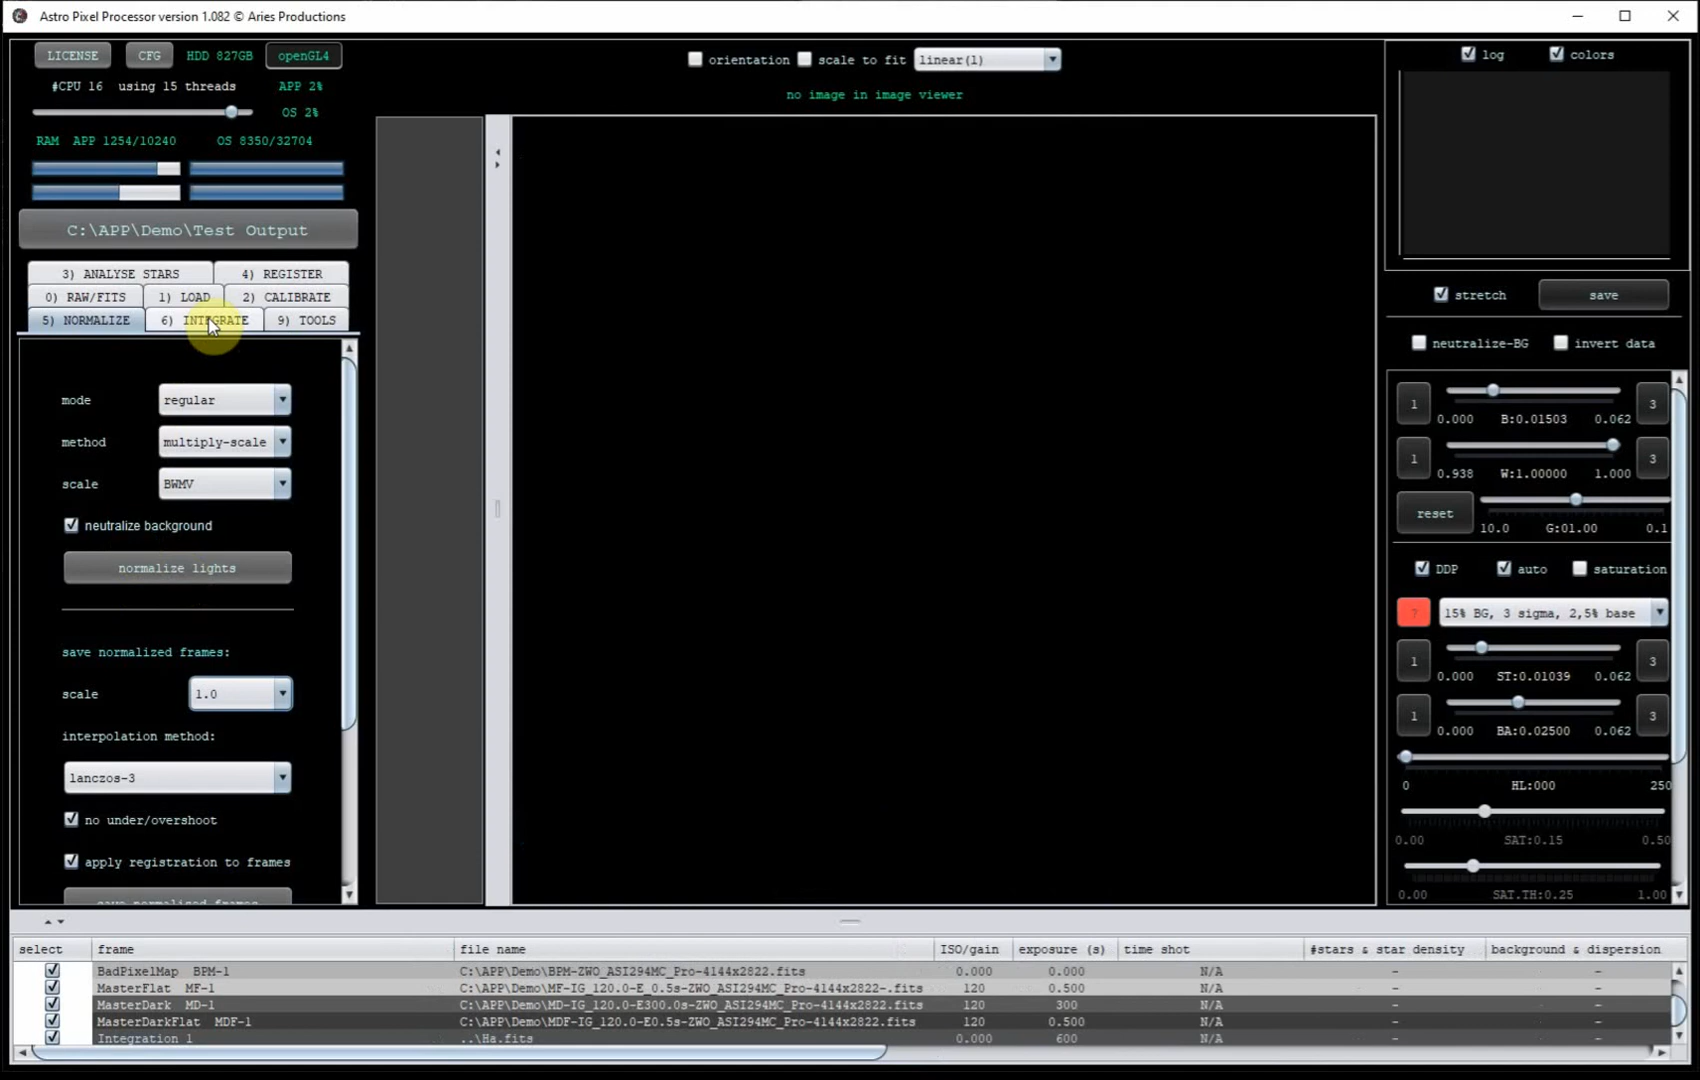 Astro Pixel Processor version 1.082 © Aries Productions
LICENSE CFG HDD 827GB openGL4
#CPU 16 using 15 threads APP 2%
OS 2%
RAM APP 1254/10240 OS 8350/32704
C:\APP\Demo\Test Output
3) ANALYSE STARS 4) REGISTER
0) RAW/FITS 1) LOAD 2) CALIBRATE
5) NORMALIZE 6) INTEGRATE 9) TOOLS
mode regular
method multiply-scale
scale BWMV
neutralize background
normalize lights
save normalized frames:
scale 1.0
interpolation method:
lanczos-3
no under/overshoot
apply registration to frames
save normalised frames
orientation scale to fit linear(1)
no image in image viewer
log colors
stretch save
neutralize-BG invert data
1 3
0.000 B:0.01503 0.062
1 3
0.938 W:1.00000 1.000
reset
10.0 G:01.00 0.1
DDP auto saturation
? 15% BG, 3 sigma, 2,5% base
1 3
0.000 ST:0.01039 0.062
1 3
0.000 BA:0.02500 0.062
0 HL:000 250
0.00 SAT:0.15 0.50
0.00 SAT.TH:0.25 1.00
select frame file name ISO/gain exposure (s) time shot #stars & star density background & dispersion
BadPixelMap BPM-1 C:\APP\Demo\BPM-ZWO_ASI294MC_Pro-4144x2822.fits 0.000 0.000 N/A - -
MasterFlat MF-1 C:\APP\Demo\MF-IG_120.0-E_0.5s-ZWO_ASI294MC_Pro-4144x2822-.fits 120 0.500 N/A - -
MasterDark MD-1 C:\APP\Demo\MD-IG_120.0-E300.0s-ZWO_ASI294MC_Pro-4144x2822.fits 120 300 N/A - -
MasterDarkFlat MDF-1 C:\APP\Demo\MDF-IG_120.0-E0.5s-ZWO_ASI294MC_Pro-4144x2822.fits 120 0.500 N/A - -
Integration 1 ..\Ha.fits 0.000 600 N/A - -